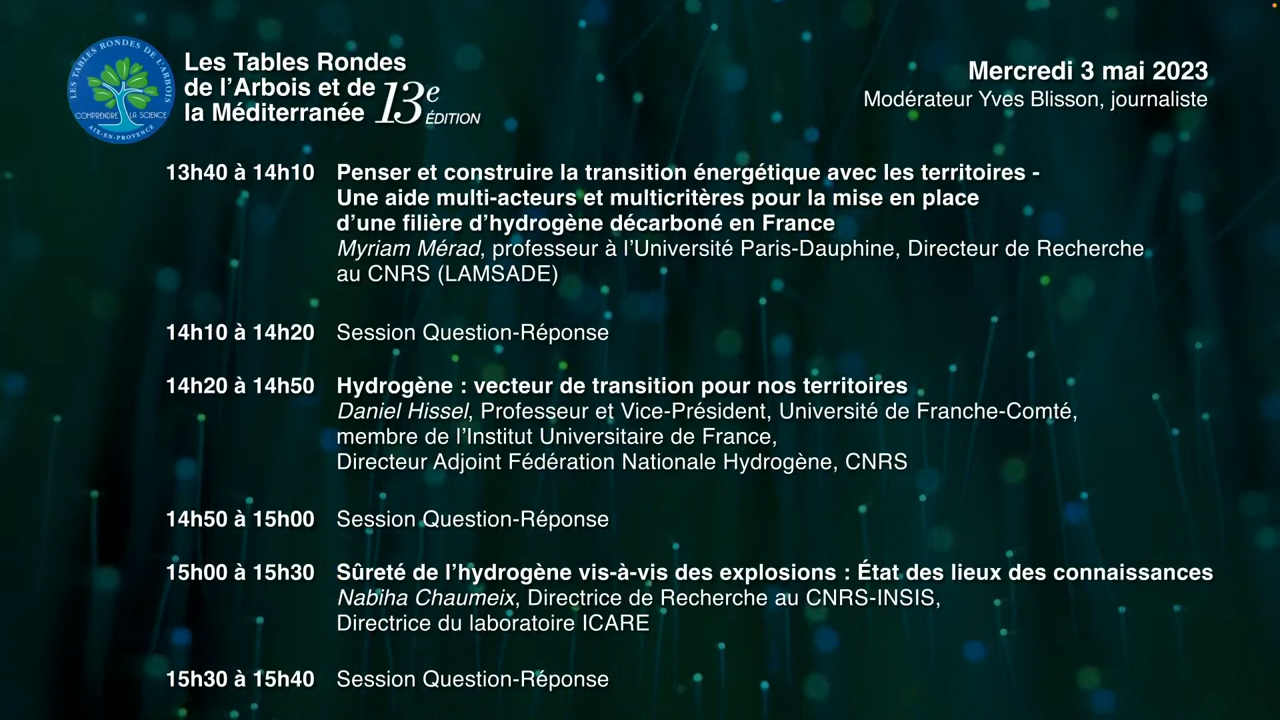 LES TABLES RONDES DE L'ARBOIS
COMPRENDRE LA SCIENCE
AIX-EN-PROVENCE
Les Tables Rondes
de l'Arbois et de
la Méditerranée 13e ÉDITION
Mercredi 3 mai 2023
Modérateur Yves Blisson, journaliste
13h40 à 14h10 Penser et construire la transition énergétique avec les territoires -
Une aide multi-acteurs et multicritères pour la mise en place
d'une filière d'hydrogène décarboné en France
Myriam Mérad, professeur à l'Université Paris-Dauphine, Directeur de Recherche
au CNRS (LAMSADE)
14h10 à 14h20 Session Question-Réponse
14h20 à 14h50 Hydrogène : vecteur de transition pour nos territoires
Daniel Hissel, Professeur et Vice-Président, Université de Franche-Comté,
membre de l'Institut Universitaire de France,
Directeur Adjoint Fédération Nationale Hydrogène, CNRS
14h50 à 15h00 Session Question-Réponse
15h00 à 15h30 Sûreté de l'hydrogène vis-à-vis des explosions : État des lieux des connaissances
Nabiha Chaumeix, Directrice de Recherche au CNRS-INSIS,
Directrice du laboratoire ICARE
15h30 à 15h40 Session Question-Réponse